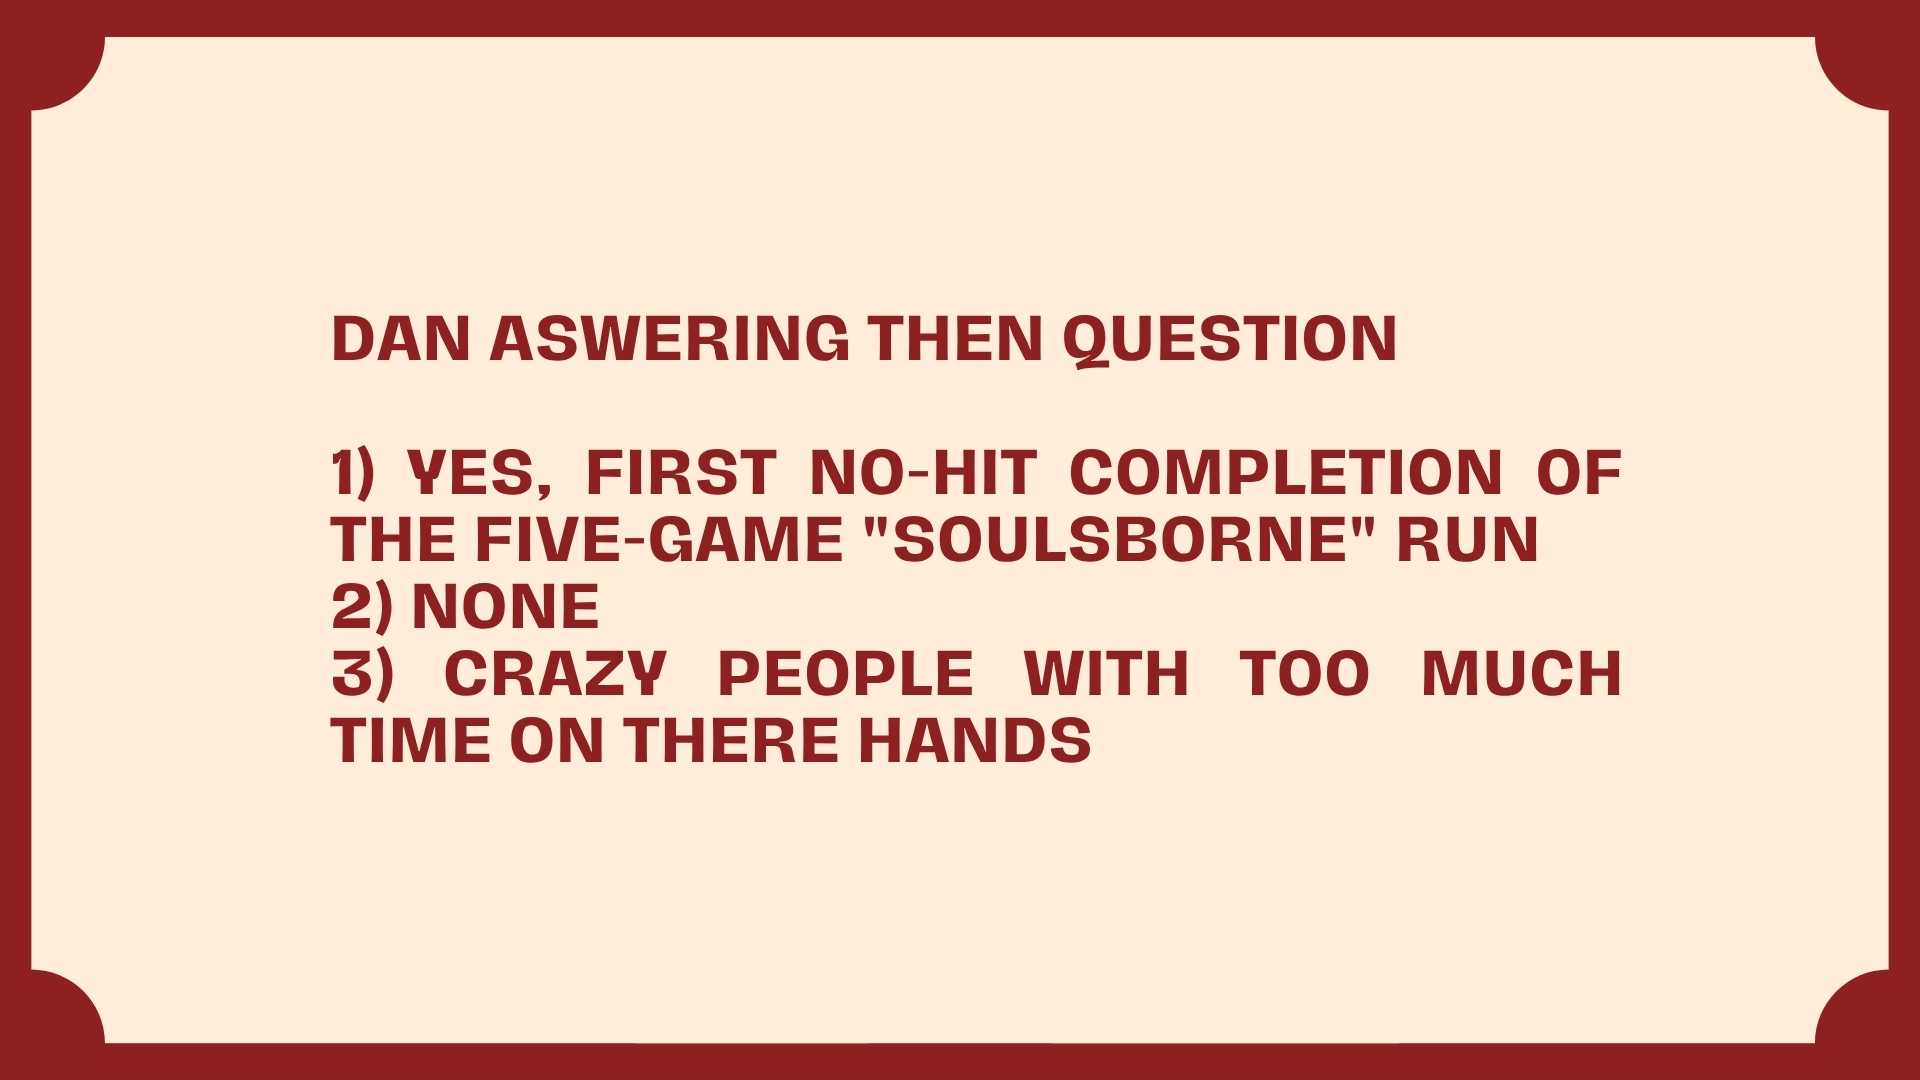 DAN ASWERING THEN QUESTION
1) YES, FIRST NO-HIT COMPLETION OF
THE FIVE-GAME "SOULSBORNE" RUN
2) NONE
3) CRAZY PEOPLE WITH TOO MUCH
TIME ON THERE HANDS